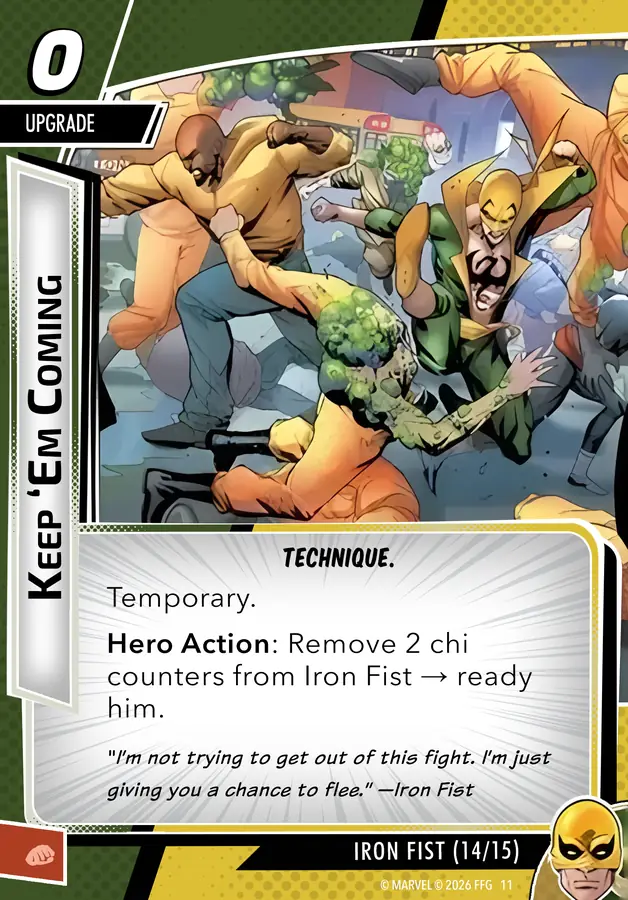 0
UPGRADE
KEEP 'EM COMING
TECHNIQUE.
Temporary.
Hero Action: Remove 2 chi
counters from Iron Fist → ready
him.
"I'm not trying to get out of this fight. I'm just
giving you a chance to flee." —Iron Fist
IRON FIST (14/15)
© MARVEL © 2026 FFG 11